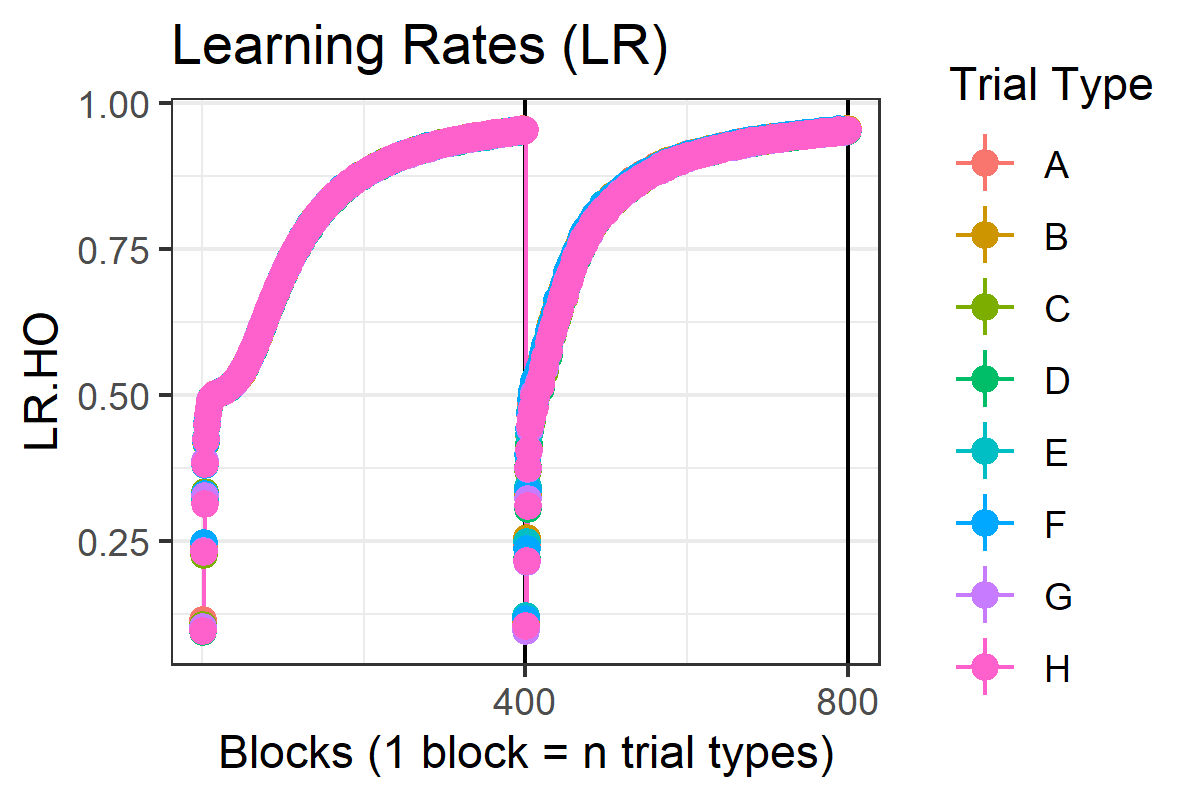 Learning Rates (LR)
Trial Type
1.00
0.75
0.50
0.25
LR.HO
400
800
Blocks (1 block = n trial types)
A
B
C
D
E
F
G
H